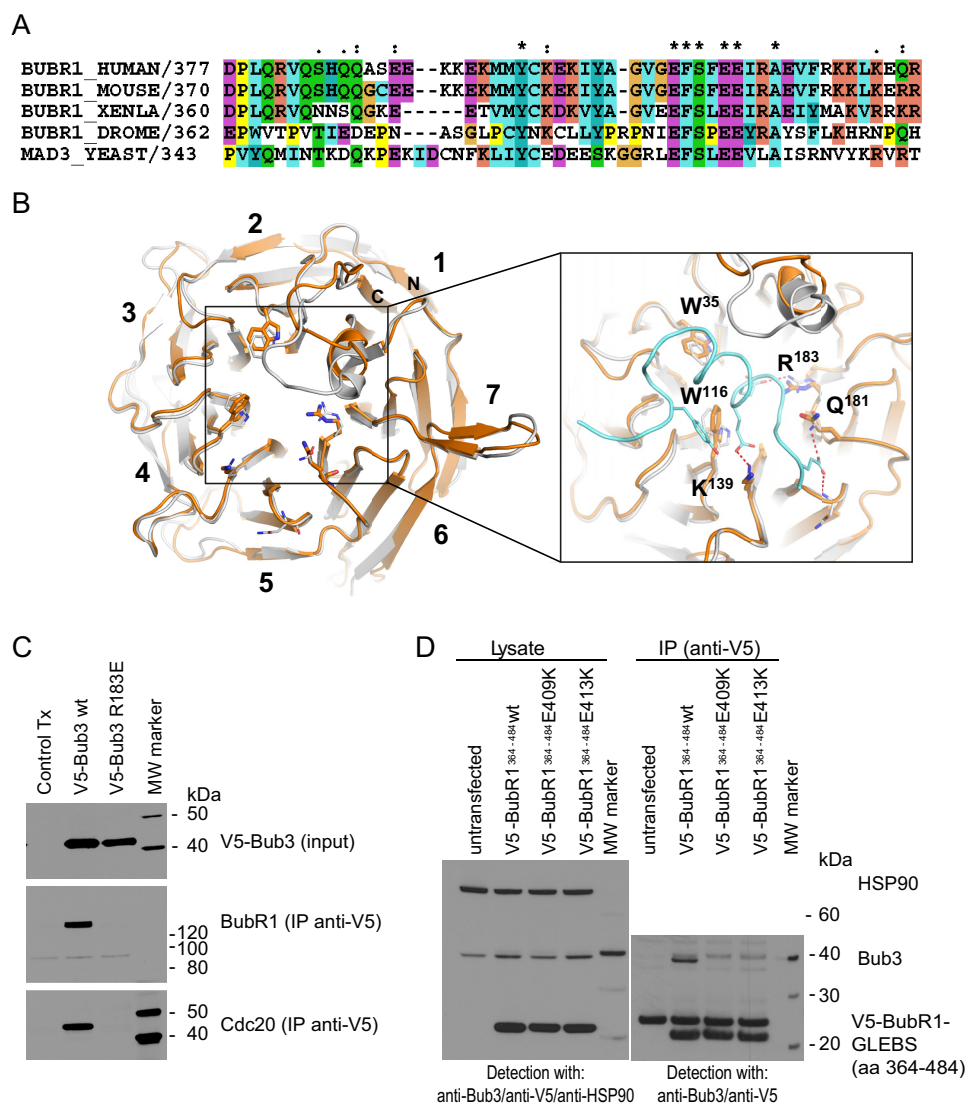 A
. . : : * : * * * * * * . :
BUBR1_HUMAN/377 DPLQRVQSHQQASEE--KKEKMMYCKEKIYA-GVGEFSFEEIRAEVFRKKLKEQR
BUBR1_MOUSE/370 DPLQRVQSHQQGCEE--KKEKMMYCKEKIYA-GVGEFSFEEIRAEVFRKKLKERR
BUBR1_XENLA/360 DPLQRVQNNSQGKE-----ETVMYCKDKVYA-GVEEFSLEEIRAEIYMAKVRRKR
BUBR1_DROME/362 EPWVTPVTIEDEPN---ASGLPCYNKCLLYPRPNIEFSPEEYRAYSFLKHRNPQH
MAD3_YEAST/343 PVYQMINTKDQKPEKIDCNFKLIYCEDEESKGGRLEFSLEEVLAISRNVYKRVRT
B
1
2
3
4
5
6
7
N
C
W35
W116
K139
R183
Q181
C
Control Tx
V5-Bub3 wt
V5-Bub3 R183E
MW marker
kDa
- 50
- 40
V5-Bub3 (input)
120
100
- 80
BubR1 (IP anti-V5)
- 50
- 40
Cdc20 (IP anti-V5)
D
Lysate
IP (anti-V5)
untransfected
V5-BubR1364-484wt
V5-BubR1364-484E409K
V5-BubR1364-484E413K
MW marker
untransfected
V5-BubR1364-484wt
V5-BubR1364-484E409K
V5-BubR1364-484E413K
MW marker
kDa
HSP90
- 60
- 40
Bub3
- 30
- 20
V5-BubR1-
GLEBS
(aa 364-484)
Detection with:
anti-Bub3/anti-V5/anti-HSP90
Detection with:
anti-Bub3/anti-V5